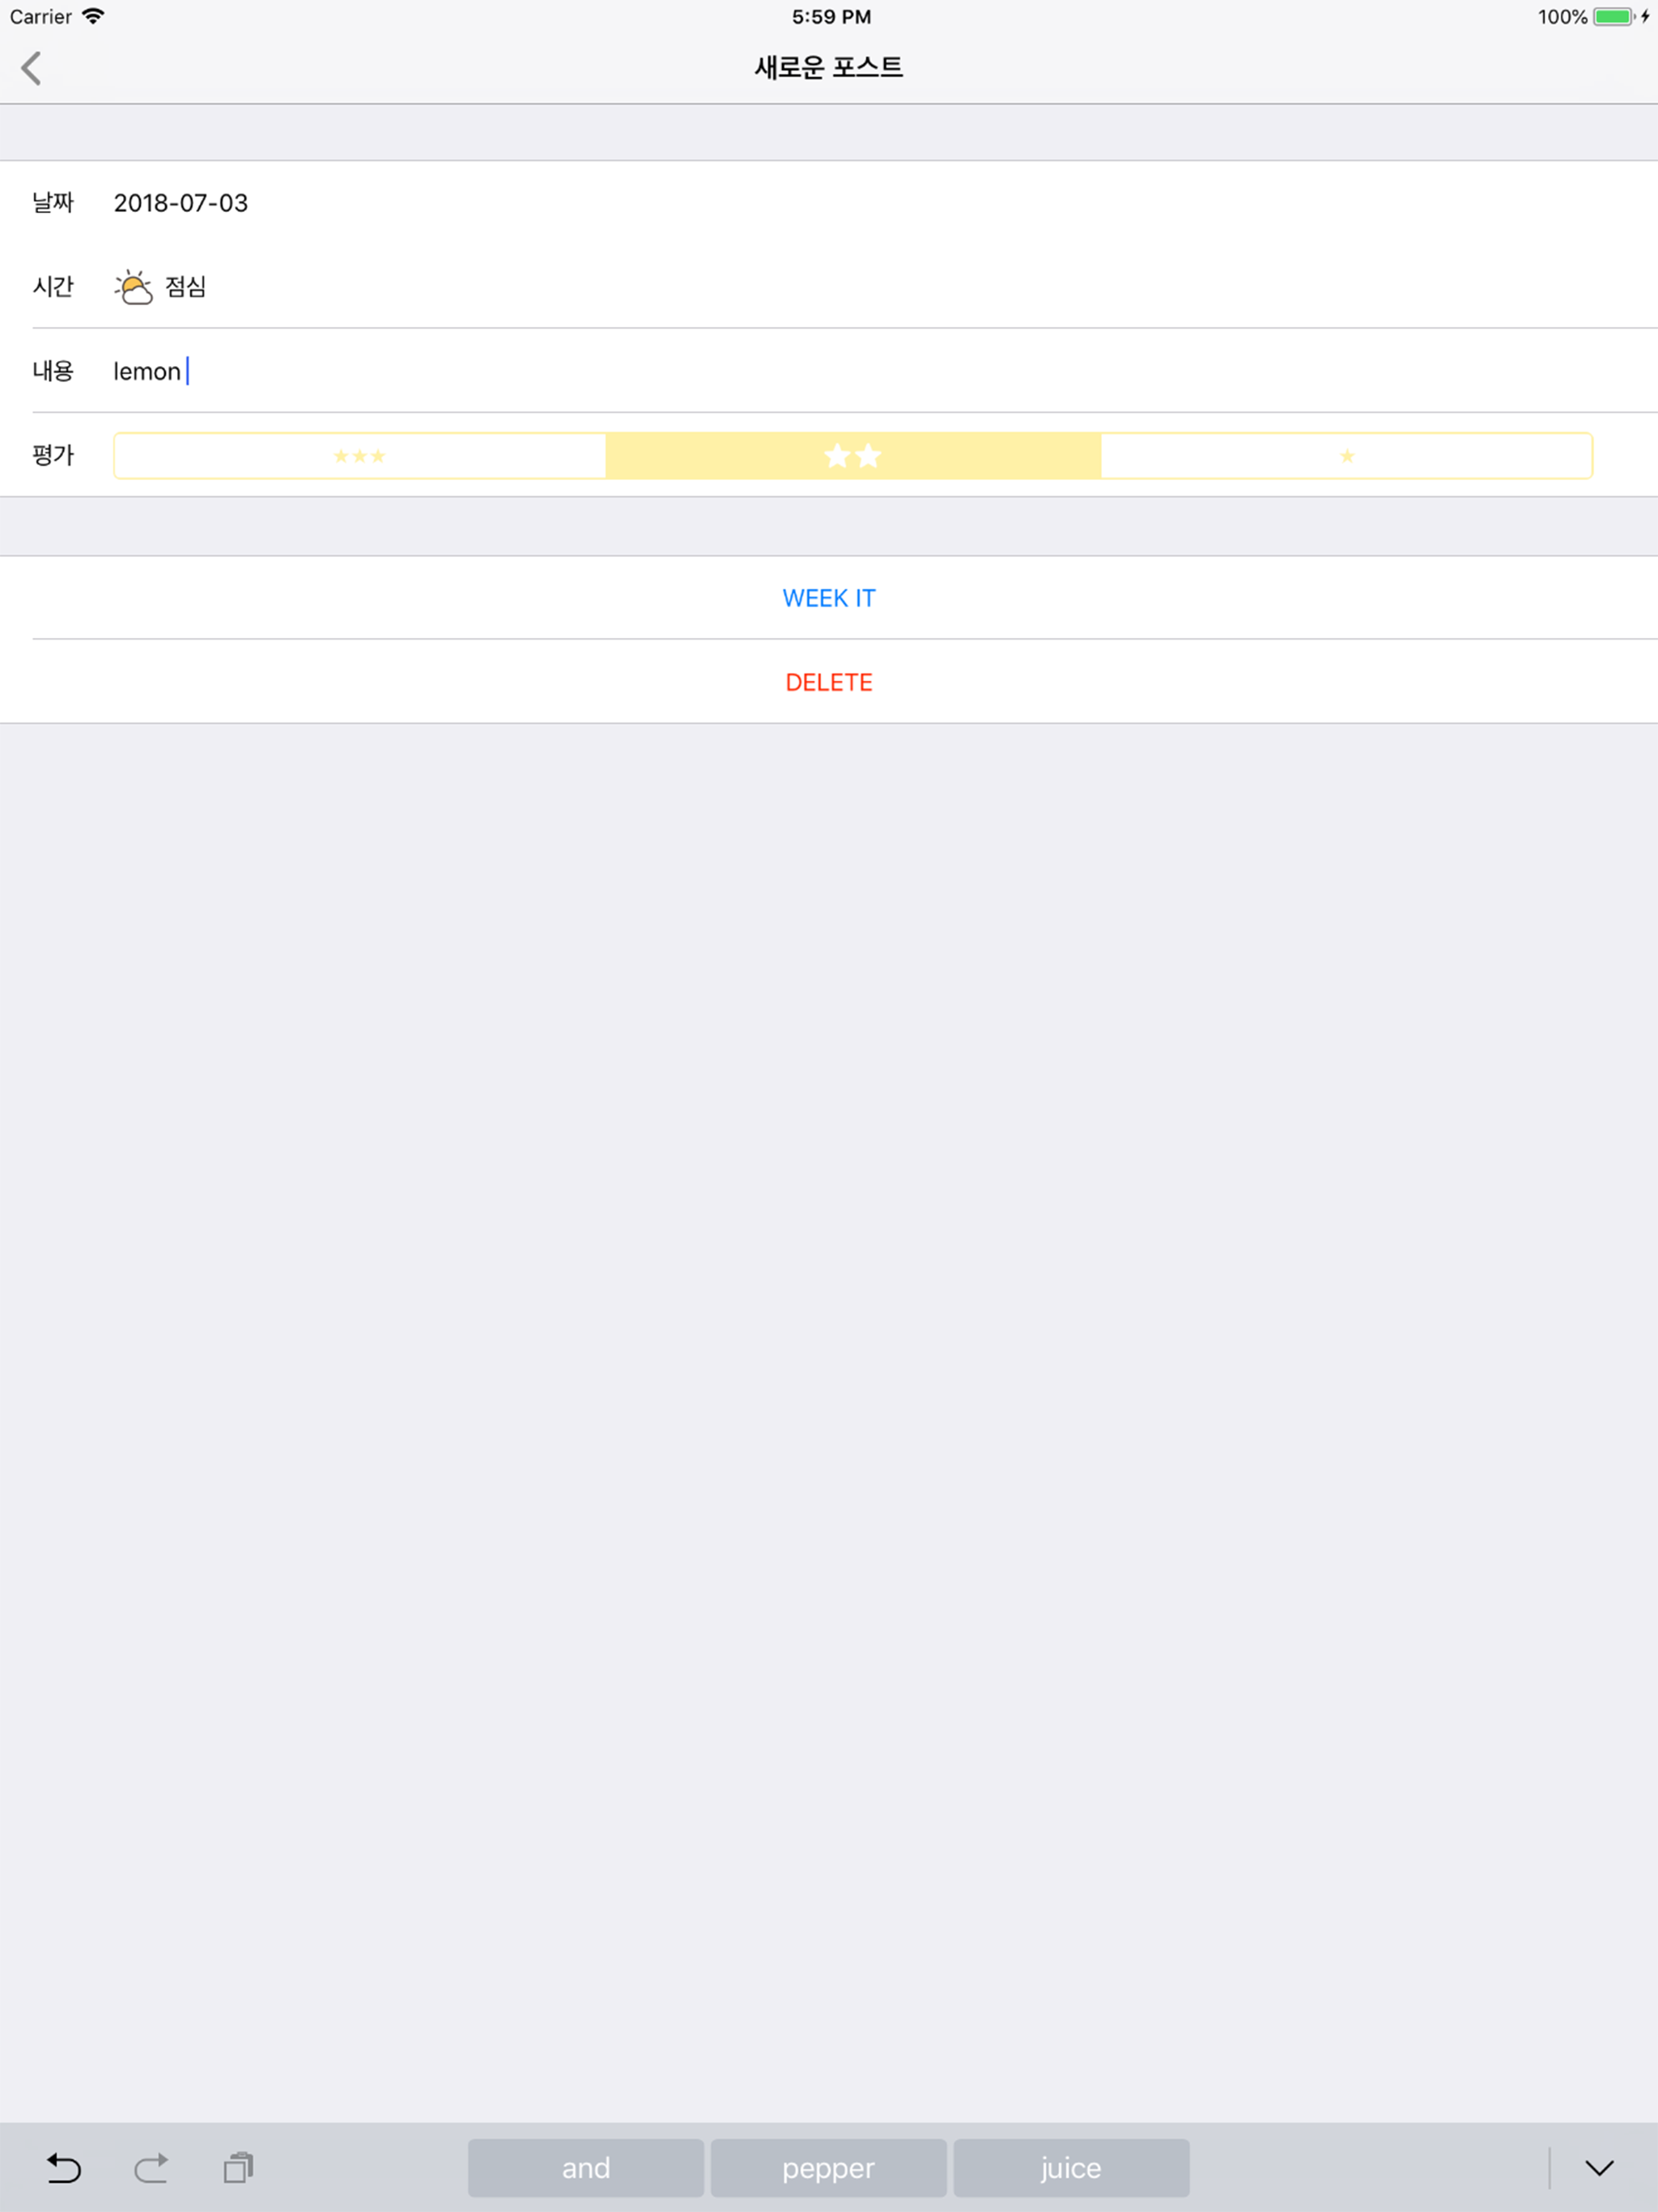 Carrier 5:59 PM 100%
새로운 포스트
날짜 2018-07-03
시간 점심
내용 lemon
평가 ★★★ ★★ ★
WEEK IT
DELETE
and pepper juice